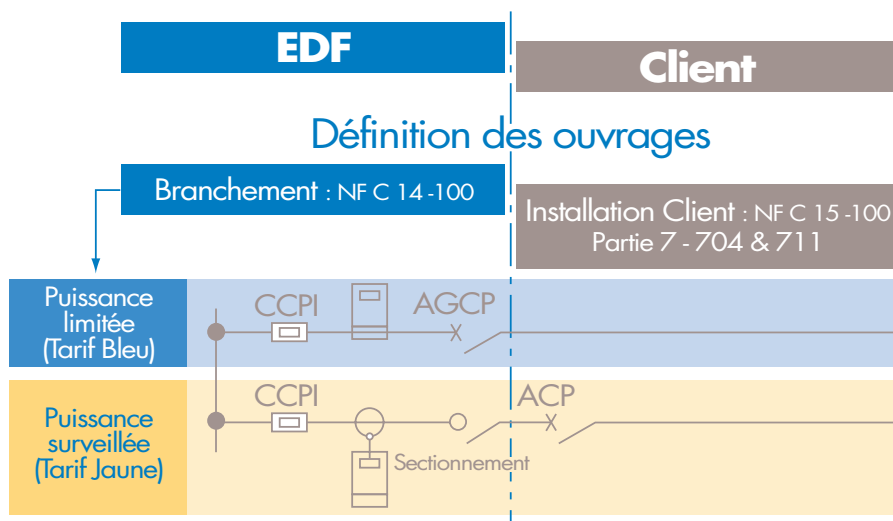 EDF
Client
Définition des ouvrages
Branchement : NF C 14 -100
Installation Client : NF C 15 -100
Partie 7 - 704 & 711
Puissance
limitée
(Tarif Bleu)
CCPI
AGCP
Puissance
surveillée
(Tarif Jaune)
CCPI
Sectionnement
ACP